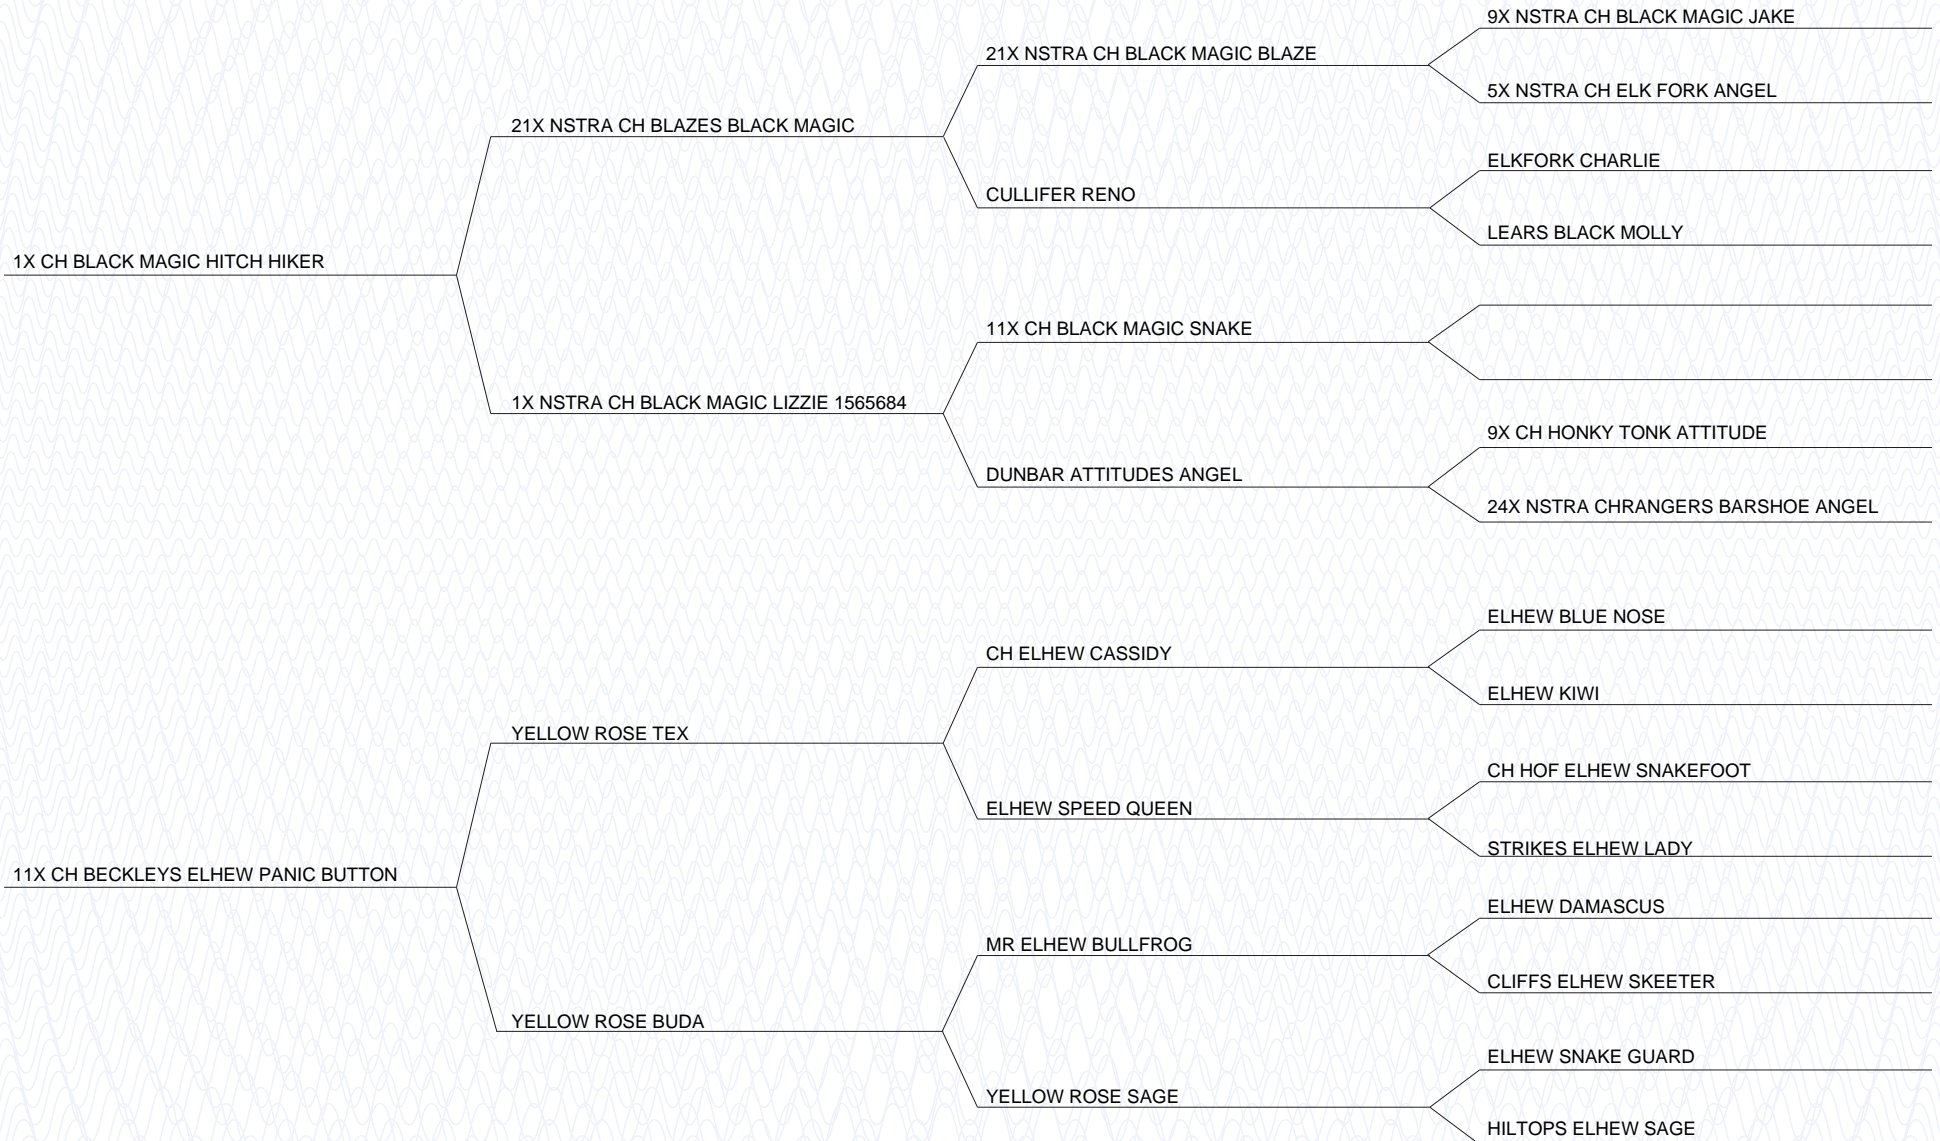 9X NSTRA CH BLACK MAGIC JAKE
21X NSTRA CH BLACK MAGIC BLAZE
5X NSTRA CH ELK FORK ANGEL
21X NSTRA CH BLAZES BLACK MAGIC
ELKFORK CHARLIE
CULLIFER RENO
LEARS BLACK MOLLY
1X CH BLACK MAGIC HITCH HIKER
11X CH BLACK MAGIC SNAKE
1X NSTRA CH BLACK MAGIC LIZZIE 1565684
9X CH HONKY TONK ATTITUDE
DUNBAR ATTITUDES ANGEL
24X NSTRA CHRANGERS BARSHOE ANGEL
ELHEW BLUE NOSE
CH ELHEW CASSIDY
ELHEW KIWI
YELLOW ROSE TEX
CH HOF ELHEW SNAKEFOOT
ELHEW SPEED QUEEN
STRIKES ELHEW LADY
11X CH BECKLEYS ELHEW PANIC BUTTON
ELHEW DAMASCUS
MR ELHEW BULLFROG
CLIFFS ELHEW SKEETER
YELLOW ROSE BUDA
ELHEW SNAKE GUARD
YELLOW ROSE SAGE
HILTOPS ELHEW SAGE